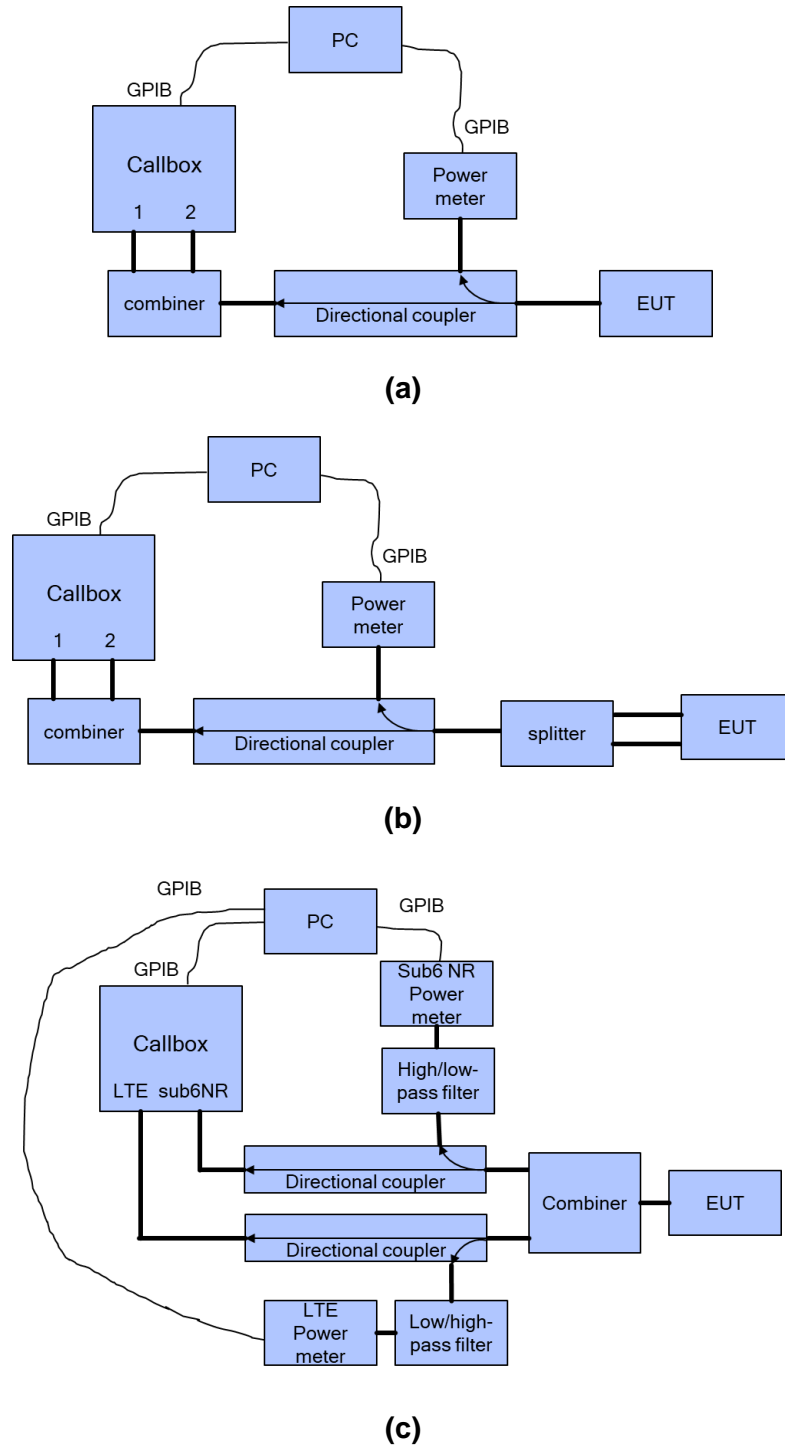 PC
GPIB
GPIB
Callbox
1 2
Power
meter
combiner
Directional coupler
EUT
(a)
PC
GPIB
GPIB
Callbox
1 2
Power
meter
combiner
Directional coupler
splitter
EUT
(b)
GPIB
PC
GPIB
GPIB
Sub6 NR
Power
meter
Callbox
LTE sub6NR
High/low-
pass filter
Directional coupler
Combiner
EUT
Directional coupler
LTE
Power
meter
Low/high-
pass filter
(c)